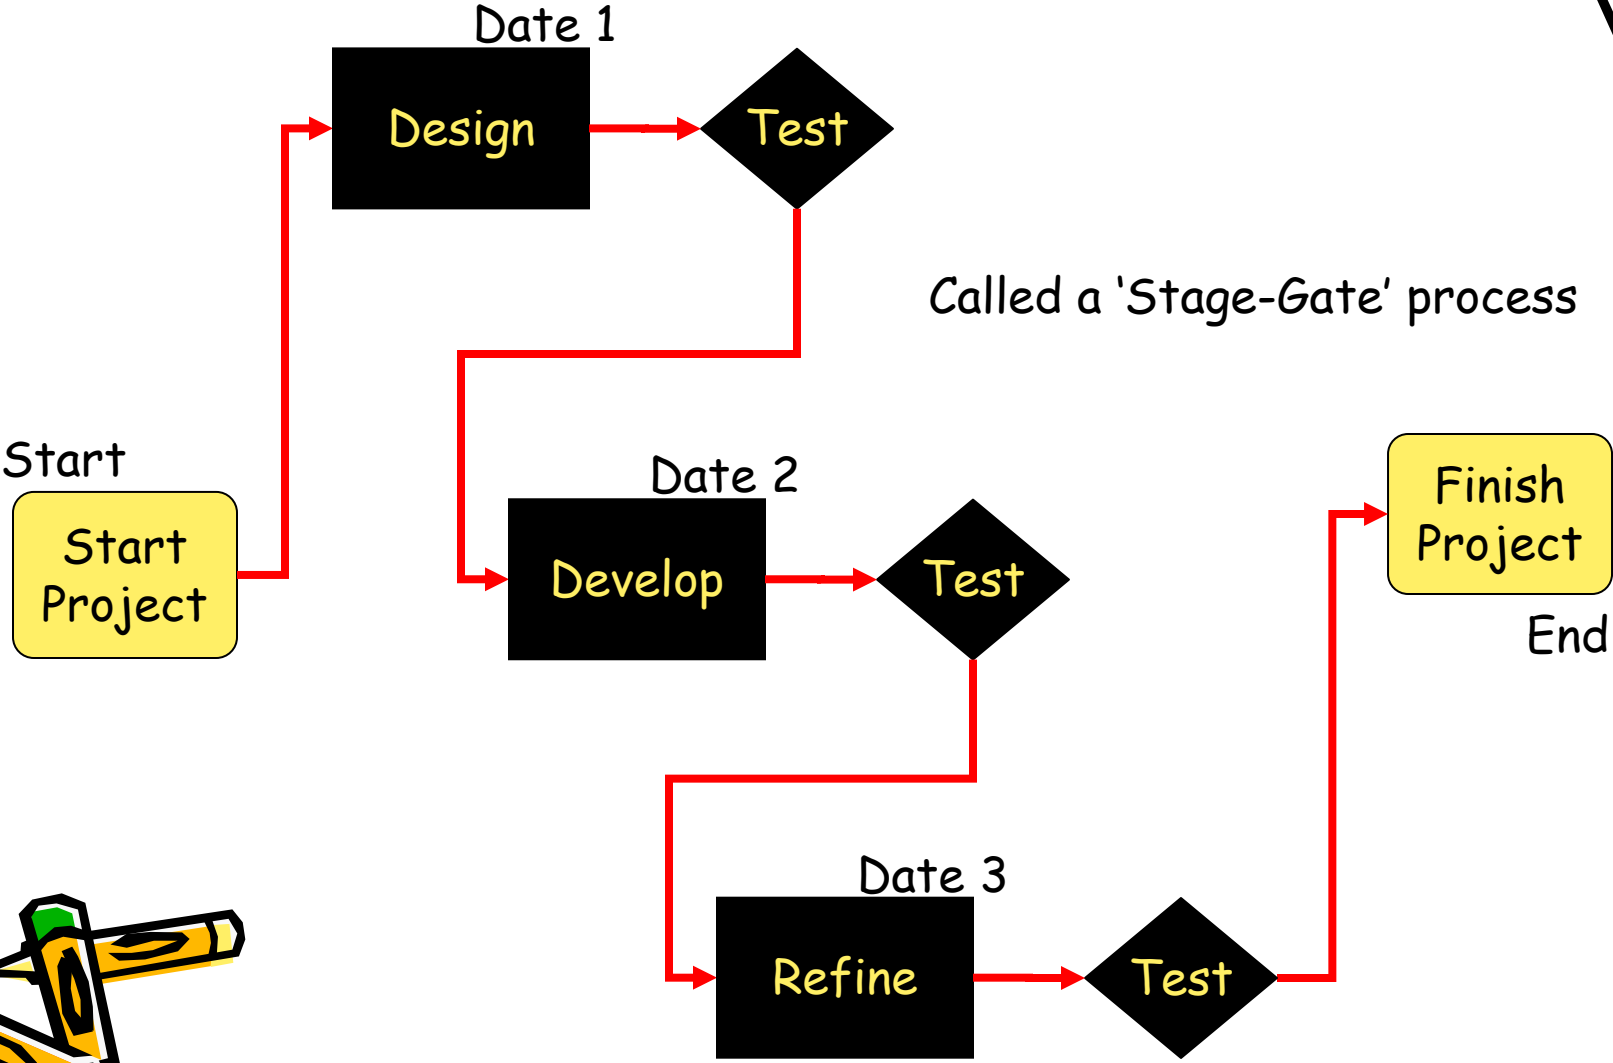 Date 1
Design
Test
Called a ‘Stage-Gate’ process
Start
Start
Project
Date 2
Develop
Test
Finish
Project
End
Date 3
Refine
Test